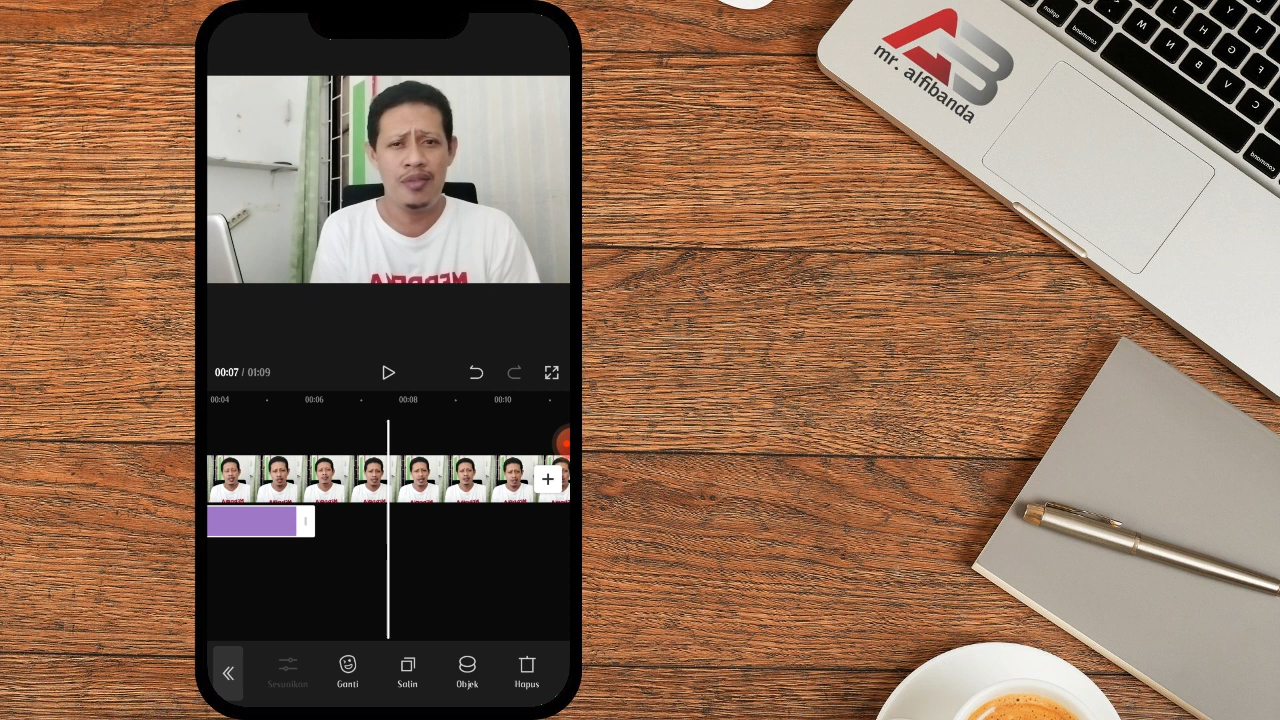 mr. alfibanda
MERDEKA
00:07 / 01:09
00:04
00:06
00:08
00:10
Sesuaikan
Ganti
Salin
Objek
Hapus